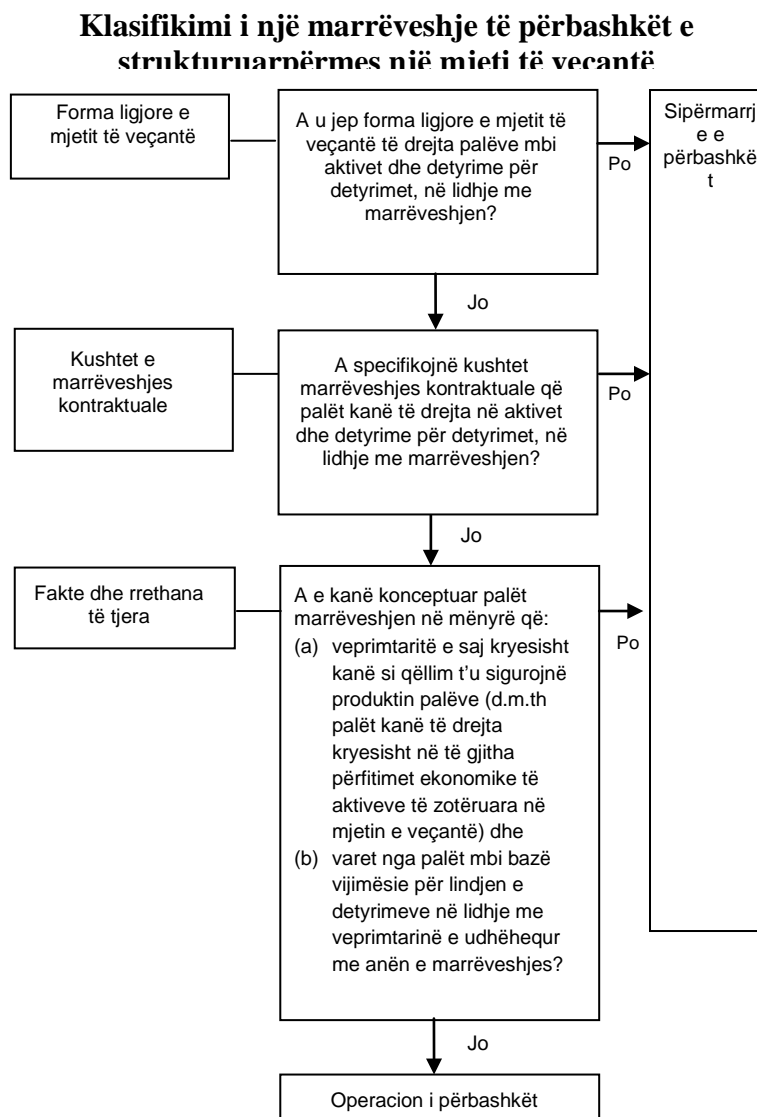 Klasifikimi i një marrëveshje të përbashkët e
strukturuarpërmes një mjeti të veçantë
Forma ligjore e
mjetit të veçantë
A u jep forma ligjore e mjetit të
veçantë të drejta palëve mbi
aktivet dhe detyrime për
detyrimet, në lidhje me
marrëveshjen?
Po
Sipërmarrj
e e
përbashkë
t
Jo
Kushtet e
marrëveshjes
kontraktuale
A specifikojnë kushtet
marrëveshjes kontraktuale që
palët kanë të drejta në aktivet
dhe detyrime për detyrimet, në
lidhje me marrëveshjen?
Po
Jo
Fakte dhe rrethana
të tjera
A e kanë konceptuar palët
marrëveshjen në mënyrë që:
(a) veprimtaritë e saj kryesisht
kanë si qëllim t'u sigurojnë
produktin palëve (d.m.th
palët kanë të drejta
kryesisht në të gjitha
përfitimet ekonomike të
aktiveve të zotëruara në
mjetin e veçantë) dhe
(b) varet nga palët mbi bazë
vijimësie për lindjen e
detyrimeve në lidhje me
veprimtarinë e udhëhequr
me anën e marrëveshjes?
Po
Jo
Operacion i përbashkët